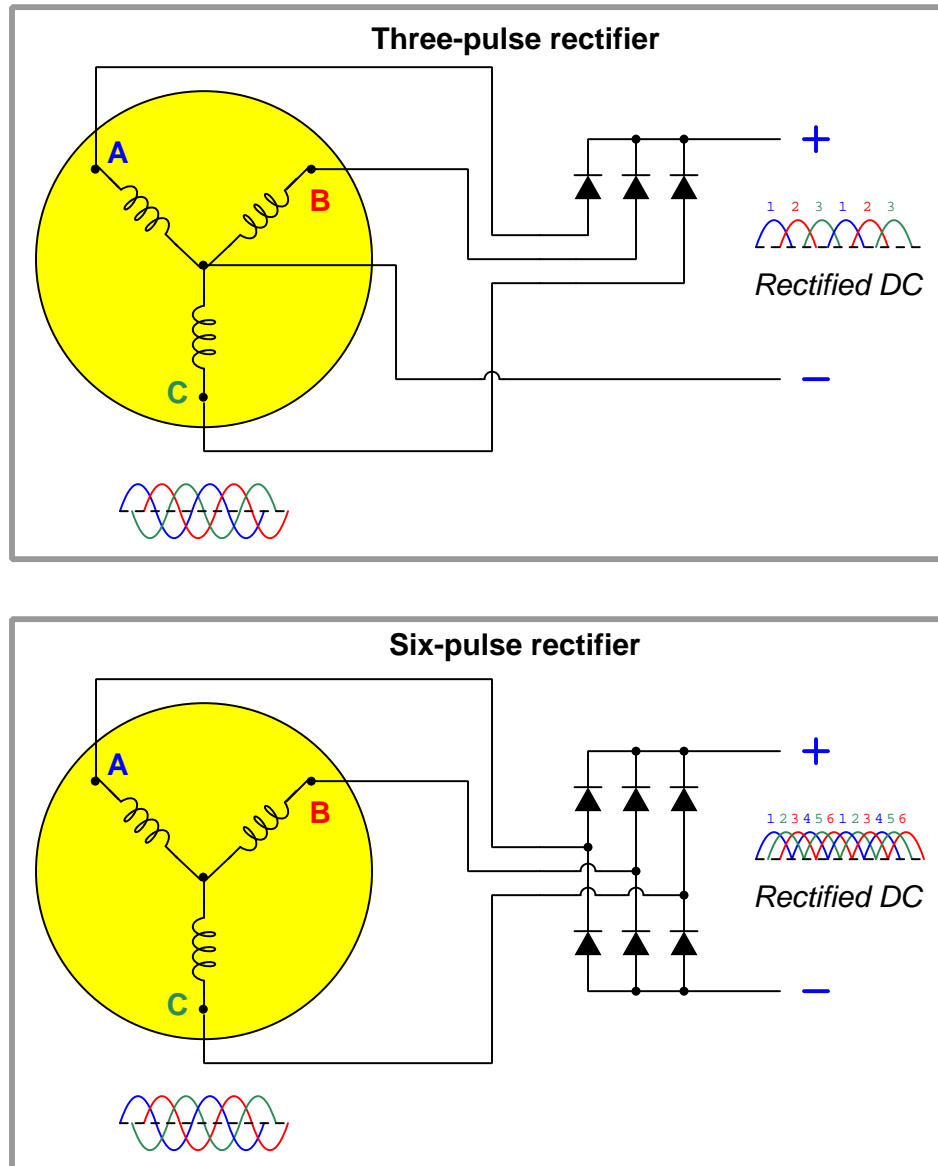 Three-pulse rectifier
A
B
C
+
1 2 3 1 2 3
Rectified DC
−
Six-pulse rectifier
A
B
C
+
1 2 3 4 5 6 1 2 3 4 5 6
Rectified DC
−